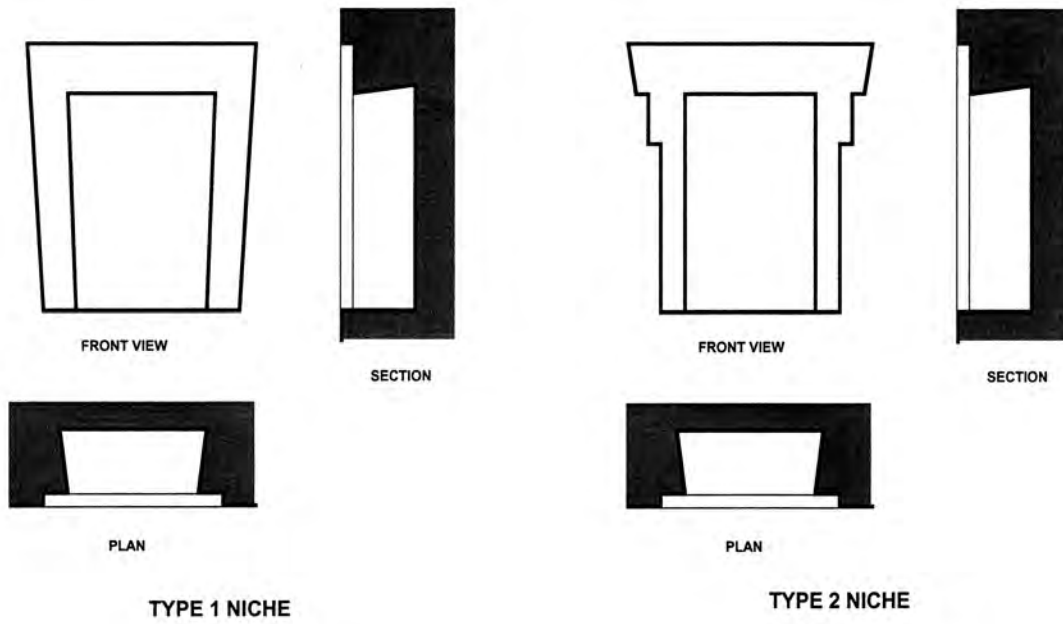 FRONT VIEW
SECTION
PLAN
TYPE 1 NICHE
FRONT VIEW
SECTION
PLAN
TYPE 2 NICHE